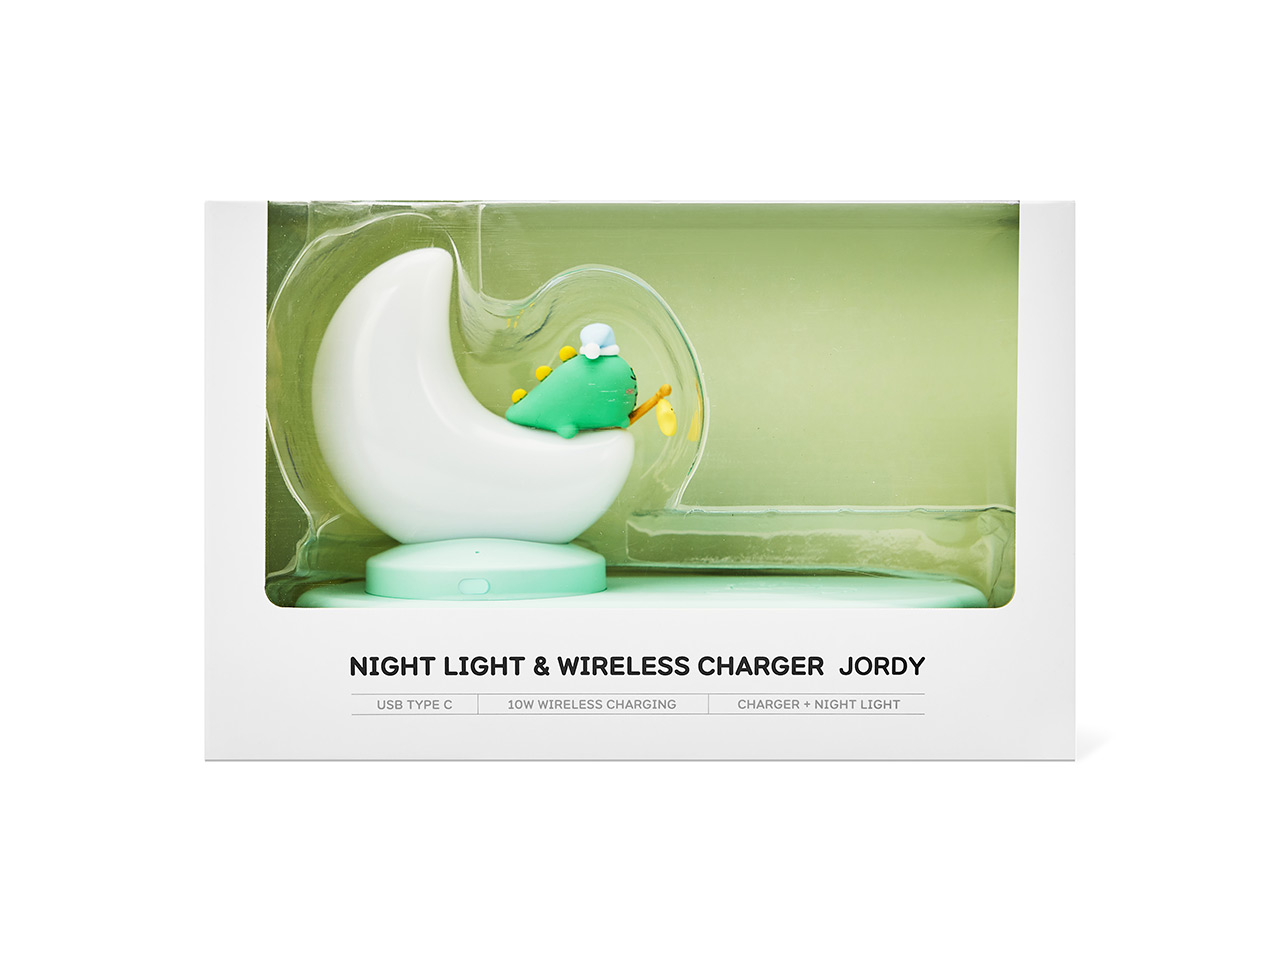 NIGHT LIGHT & WIRELESS CHARGER JORDY
USB TYPE C | 10W WIRELESS CHARGING | CHARGER + NIGHT LIGHT